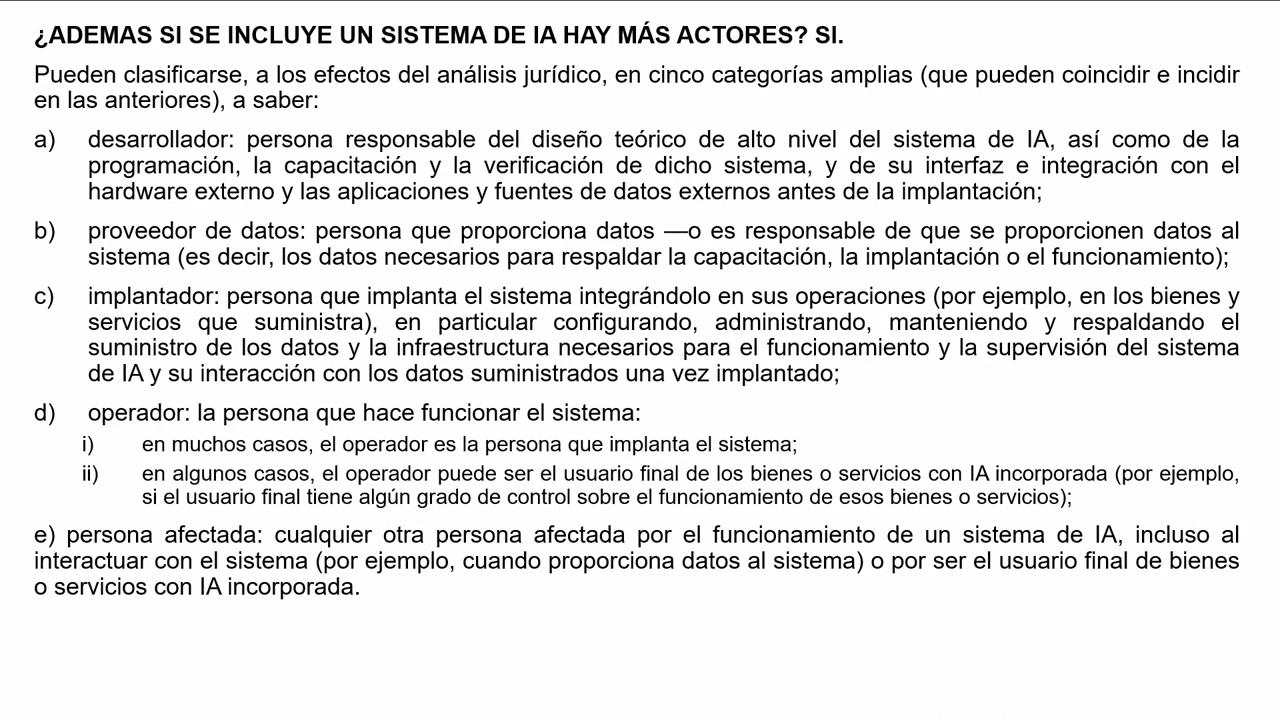 ¿ADEMAS SI SE INCLUYE UN SISTEMA DE IA HAY MÁS ACTORES? SI.
Pueden clasificarse, a los efectos del análisis jurídico, en cinco categorías amplias (que pueden coincidir e incidir
en las anteriores), a saber:
a) desarrollador: persona responsable del diseño teórico de alto nivel del sistema de IA, así como de la
programación, la capacitación y la verificación de dicho sistema, y de su interfaz e integración con el
hardware externo y las aplicaciones y fuentes de datos externos antes de la implantación;
b) proveedor de datos: persona que proporciona datos —o es responsable de que se proporcionen datos al
sistema (es decir, los datos necesarios para respaldar la capacitación, la implantación o el funcionamiento);
c) implantador: persona que implanta el sistema integrándolo en sus operaciones (por ejemplo, en los bienes y
servicios que suministra), en particular configurando, administrando, manteniendo y respaldando el
suministro de los datos y la infraestructura necesarios para el funcionamiento y la supervisión del sistema
de IA y su interacción con los datos suministrados una vez implantado;
d) operador: la persona que hace funcionar el sistema:
i) en muchos casos, el operador es la persona que implanta el sistema;
ii) en algunos casos, el operador puede ser el usuario final de los bienes o servicios con IA incorporada (por ejemplo,
si el usuario final tiene algún grado de control sobre el funcionamiento de esos bienes o servicios);
e) persona afectada: cualquier otra persona afectada por el funcionamiento de un sistema de IA, incluso al
interactuar con el sistema (por ejemplo, cuando proporciona datos al sistema) o por ser el usuario final de bienes
o servicios con IA incorporada.